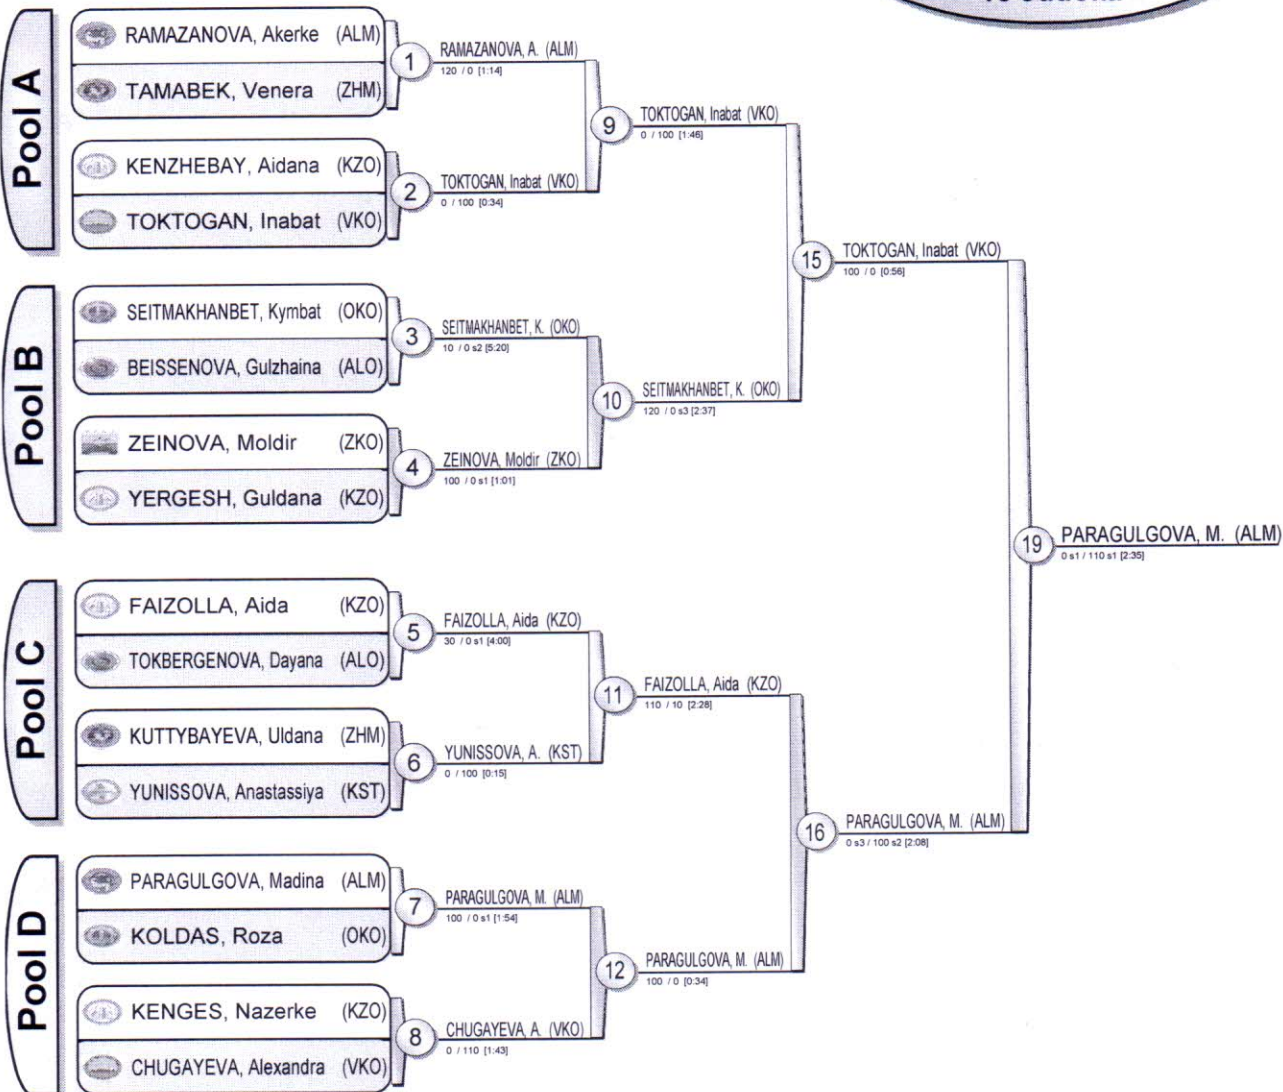 Pool A
RAMAZANOVA, Akerke (ALM)
TAMABEK, Venera (ZHM)
KENZHEBAY, Aidana (KZO)
TOKTOGAN, Inabat (VKO)
1
RAMAZANOVA, A. (ALM)
120 / 0 [1:14]
2
TOKTOGAN, Inabat (VKO)
0 / 100 [0:34]
9
TOKTOGAN, Inabat (VKO)
0 / 100 [1:46]
Pool B
SEITMAKHANBET, Kymbat (OKO)
BEISSENOVA, Gulzhaina (ALO)
ZEINOVA, Moldir (ZKO)
YERGESH, Guldana (KZO)
3
SEITMAKHANBET, K. (OKO)
10 / 0 s2 [5:20]
4
ZEINOVA, Moldir (ZKO)
100 / 0 s1 [1:01]
10
SEITMAKHANBET, K. (OKO)
120 / 0 s3 [2:37]
15
TOKTOGAN, Inabat (VKO)
100 / 0 [0:56]
Pool C
FAIZOLLA, Aida (KZO)
TOKBERGENOVA, Dayana (ALO)
KUTTYBAYEVA, Uldana (ZHM)
YUNISSOVA, Anastassiya (KST)
5
FAIZOLLA, Aida (KZO)
30 / 0 s1 [4:00]
6
YUNISSOVA, A. (KST)
0 / 100 [0:15]
11
FAIZOLLA, Aida (KZO)
110 / 10 [2:28]
Pool D
PARAGULGOVA, Madina (ALM)
KOLDAS, Roza (OKO)
KENGES, Nazerke (KZO)
CHUGAYEVA, Alexandra (VKO)
7
PARAGULGOVA, M. (ALM)
100 / 0 s1 [1:54]
8
CHUGAYEVA, A. (VKO)
0 / 110 [1:43]
12
PARAGULGOVA, M. (ALM)
100 / 0 [0:34]
16
PARAGULGOVA, M. (ALM)
0 s3 / 100 s2 [2:08]
19
PARAGULGOVA, M. (ALM)
0 s1 / 110 s1 [2:35]